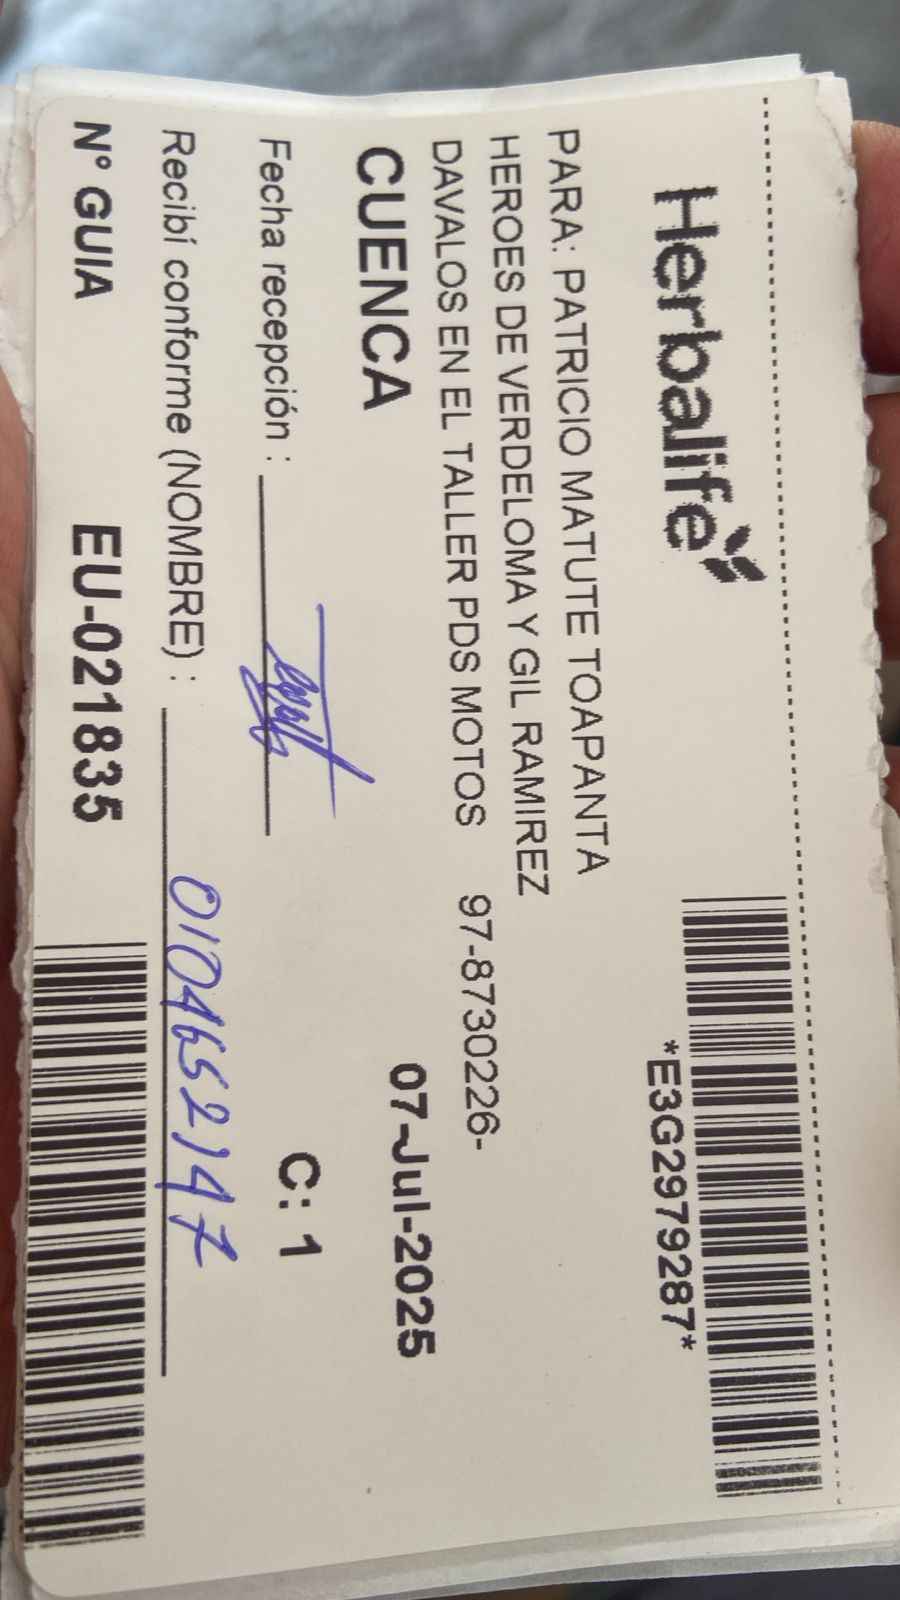 Herbalife
*E3G2979287*
PARA: PATRICIO MATUTE TOAPANTA
HEROES DE VERDELOMA Y GIL RAMIREZ
DAVALOS EN EL TALLER PDS MOTOS 97-8730226-
CUENCA 07-Jul-2025
Fecha recepción : C: 1
Recibí conforme (NOMBRE) : 0104652147
N° GUIA EU-021835